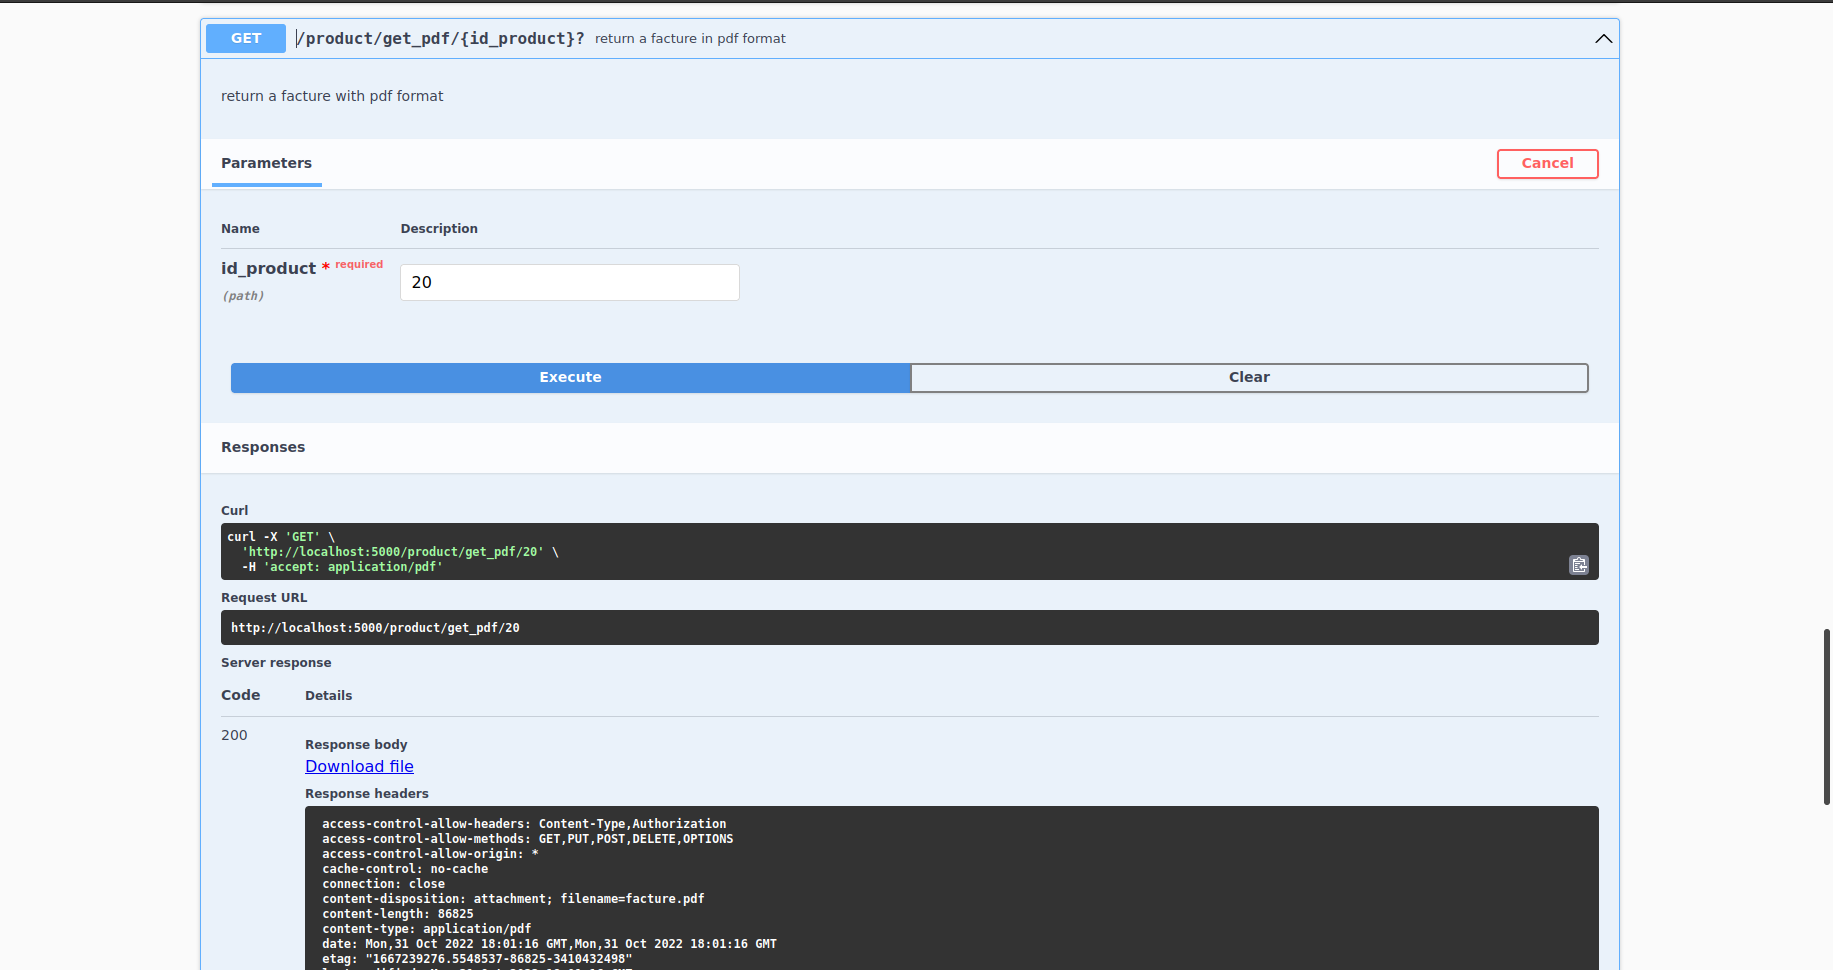 GET /product/get_pdf/{id_product}? return a facture in pdf format
return a facture with pdf format
Parameters
Cancel
Name Description
id_product * required
(path)
20
Execute
Clear
Responses
Curl
curl -X 'GET' \
'http://localhost:5000/product/get_pdf/20' \
-H 'accept: application/pdf'
Request URL
http://localhost:5000/product/get_pdf/20
Server response
Code Details
200
Response body
Download file
Response headers
access-control-allow-headers: Content-Type,Authorization
access-control-allow-methods: GET,PUT,POST,DELETE,OPTIONS
access-control-allow-origin: *
cache-control: no-cache
connection: close
content-disposition: attachment; filename=facture.pdf
content-length: 86825
content-type: application/pdf
date: Mon,31 Oct 2022 18:01:16 GMT,Mon,31 Oct 2022 18:01:16 GMT
etag: "1667239276.5548537-86825-3410432498"